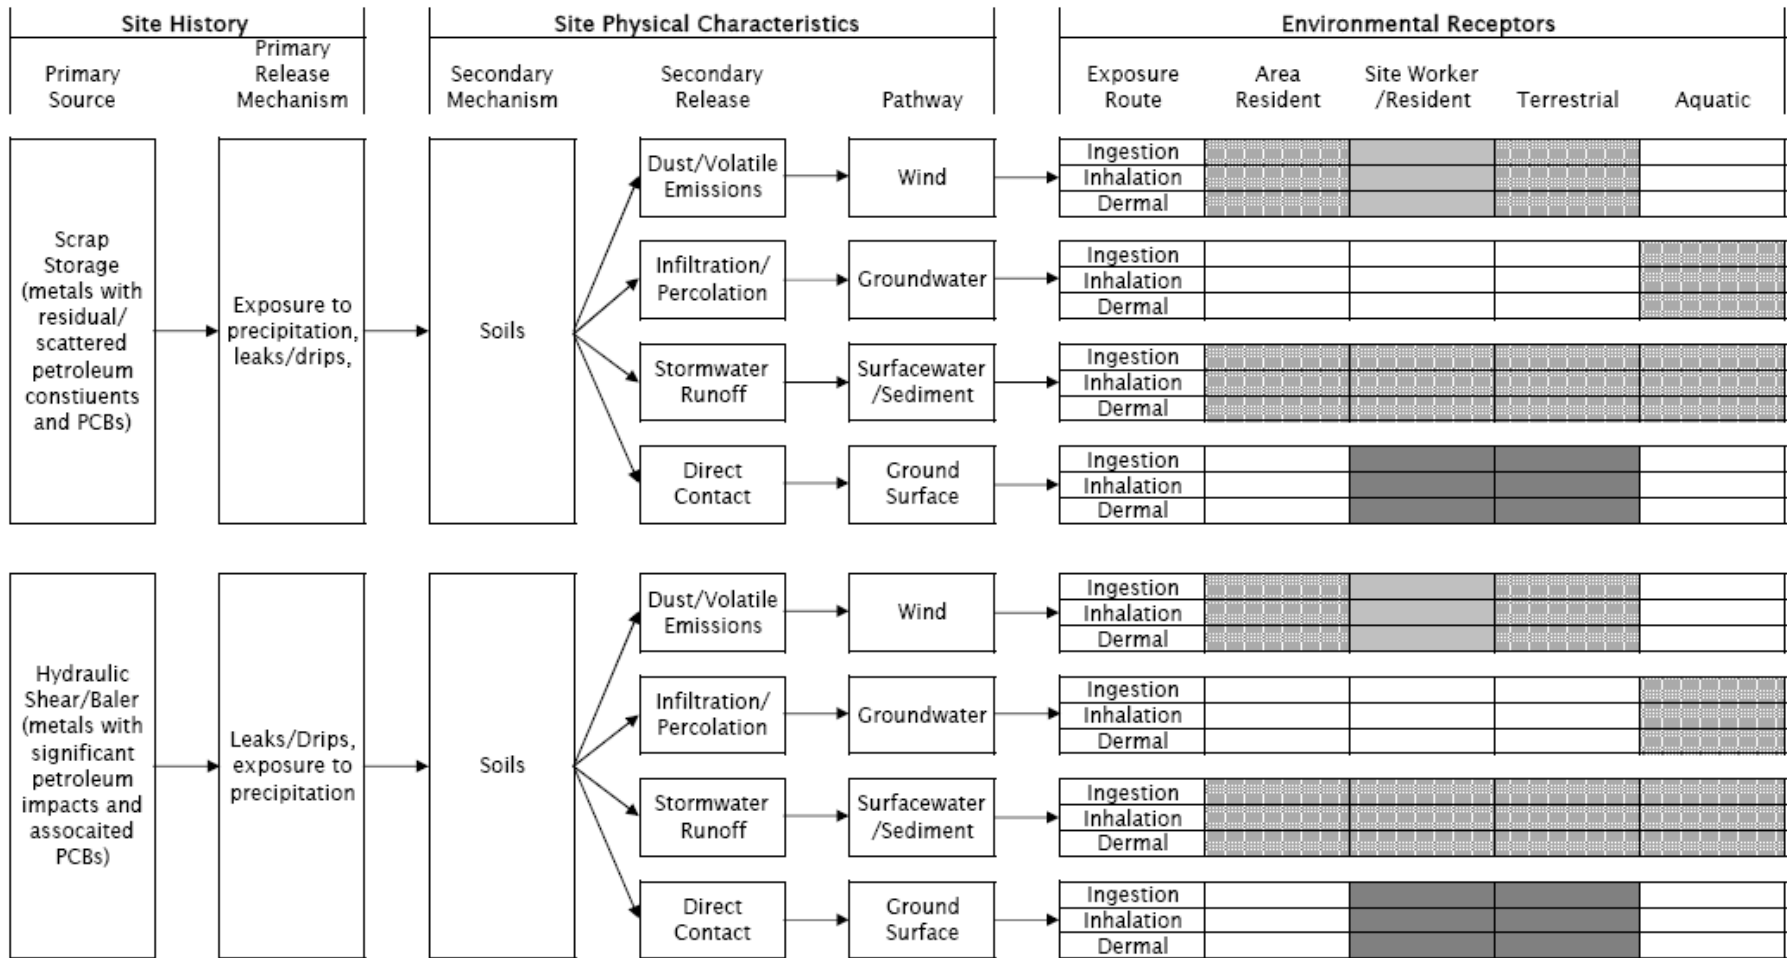 Site History
Site Physical Characteristics
Environmental Receptors
Primary
Source
Primary
Release
Mechanism
Secondary
Mechanism
Secondary
Release
Pathway
Exposure
Route
Area
Resident
Site Worker
/Resident
Terrestrial
Aquatic
Scrap
Storage
(metals with
residual/
scattered
petroleum
constiuents
and PCBs)
Exposure to
precipitation,
leaks/drips,
Soils
Dust/Volatile
Emissions
Wind
Ingestion
Inhalation
Dermal
Infiltration/
Percolation
Groundwater
Ingestion
Inhalation
Dermal
Stormwater
Runoff
Surfacewater
/Sediment
Ingestion
Inhalation
Dermal
Direct
Contact
Ground
Surface
Ingestion
Inhalation
Dermal
Hydraulic
Shear/Baler
(metals with
significant
petroleum
impacts and
assocaited
PCBs)
Leaks/Drips,
exposure to
precipitation
Soils
Dust/Volatile
Emissions
Wind
Ingestion
Inhalation
Dermal
Infiltration/
Percolation
Groundwater
Ingestion
Inhalation
Dermal
Stormwater
Runoff
Surfacewater
/Sediment
Ingestion
Inhalation
Dermal
Direct
Contact
Ground
Surface
Ingestion
Inhalation
Dermal